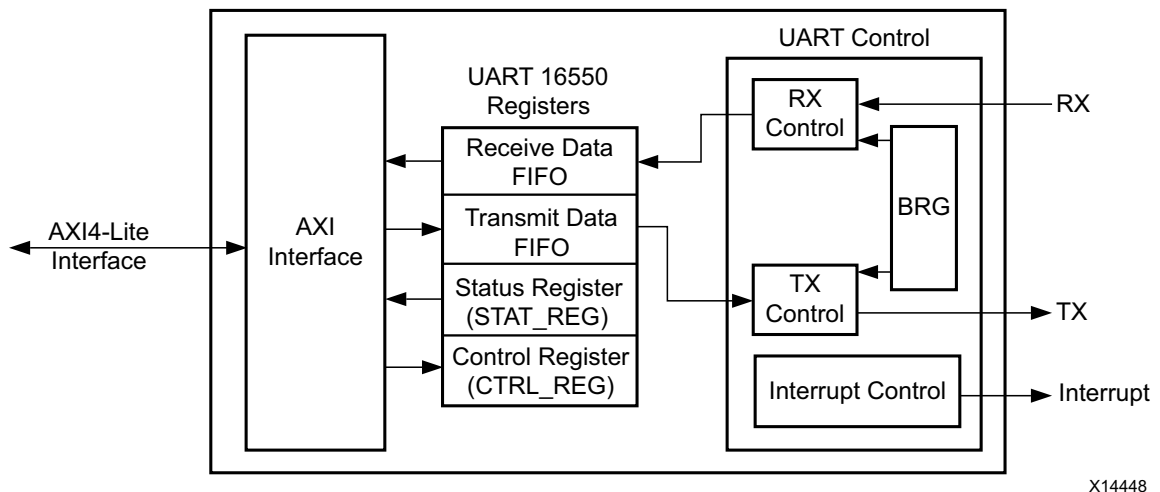 UART Control
UART 16550
Registers
RX
Control
RX
Receive Data
FIFO
BRG
AXI4-Lite
Interface
AXI
Interface
Transmit Data
FIFO
Status Register
(STAT_REG)
TX
Control
TX
Control Register
(CTRL_REG)
Interrupt Control
Interrupt
X14448